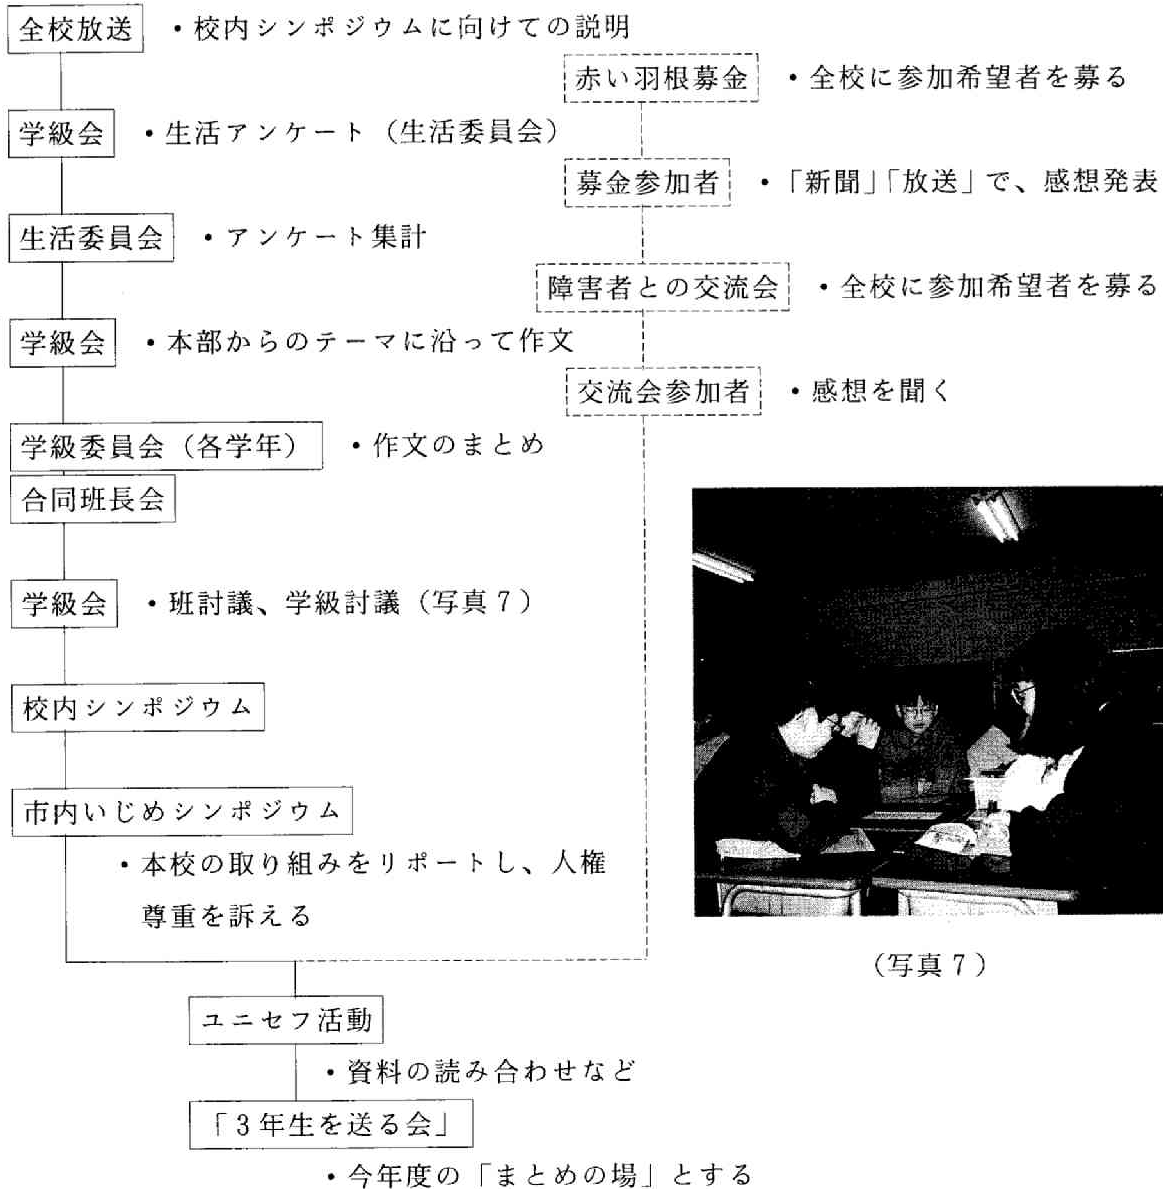 全校放送 ・校内シンポジウムに向けての説明
学級会 ・生活アンケート（生活委員会）
生活委員会 ・アンケート集計
学級会 ・本部からのテーマに沿って作文
学級委員会（各学年） ・作文のまとめ
合同班長会
学級会 ・班討議、学級討議（写真７）
校内シンポジウム
市内いじめシンポジウム
・本校の取り組みをリポートし、人権
尊重を訴える
赤い羽根募金 ・全校に参加希望者を募る
募金参加者 ・「新聞」「放送」で、感想発表
障害者との交流会 ・全校に参加希望者を募る
交流会参加者 ・感想を聞く
（写真７）
ユニセフ活動
・資料の読み合わせなど
「３年生を送る会」
・今年度の「まとめの場」とする